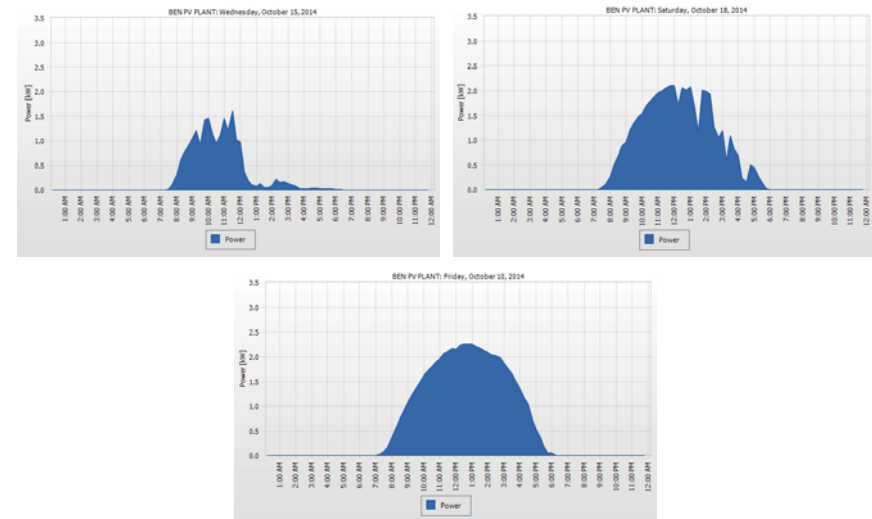 BEN PV PLANT: Wednesday, October 15, 2014
3.5
3.0
2.5
2.0
1.5
1.0
0.5
0.0
Power [kW]
1:00 AM 2:00 AM 3:00 AM 4:00 AM 5:00 AM 6:00 AM 7:00 AM 8:00 AM 9:00 AM 10:00 AM 11:00 AM 12:00 PM 1:00 PM 2:00 PM 3:00 PM 4:00 PM 5:00 PM 6:00 PM 7:00 PM 8:00 PM 9:00 PM 10:00 PM 11:00 PM 12:00 AM
Power
BEN PV PLANT: Saturday, October 18, 2014
3.5
3.0
2.5
2.0
1.5
1.0
0.5
0.0
Power [kW]
1:00 AM 2:00 AM 3:00 AM 4:00 AM 5:00 AM 6:00 AM 7:00 AM 8:00 AM 9:00 AM 10:00 AM 11:00 AM 12:00 PM 1:00 PM 2:00 PM 3:00 PM 4:00 PM 5:00 PM 6:00 PM 7:00 PM 8:00 PM 9:00 PM 10:00 PM 11:00 PM 12:00 AM
Power
BEN PV PLANT: Friday, October 10, 2014
3.5
3.0
2.5
2.0
1.5
1.0
0.5
0.0
Power [kW]
1:00 AM 2:00 AM 3:00 AM 4:00 AM 5:00 AM 6:00 AM 7:00 AM 8:00 AM 9:00 AM 10:00 AM 11:00 AM 12:00 PM 1:00 PM 2:00 PM 3:00 PM 4:00 PM 5:00 PM 6:00 PM 7:00 PM 8:00 PM 9:00 PM 10:00 PM 11:00 PM 12:00 AM
Power